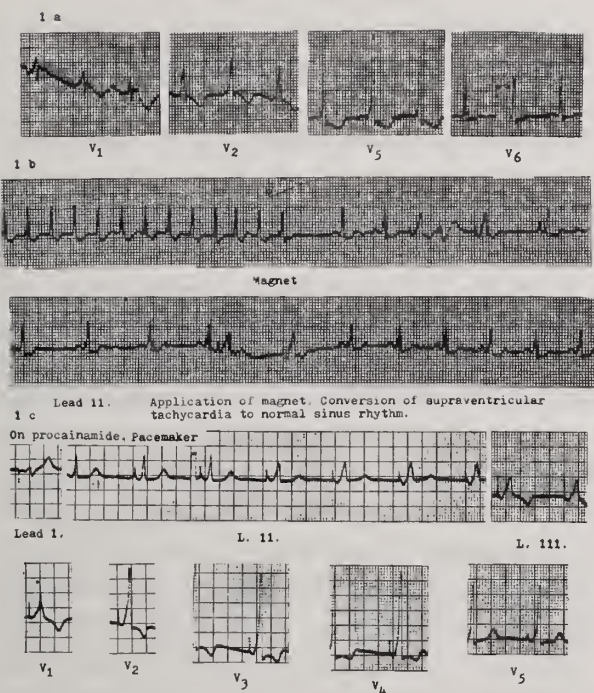 1 a
V1 V2 V5 V6
1 b
Magnet
Lead 11. Application of magnet. Conversion of supraventricular
tachycardia to normal sinus rhythm.
1 c
On procainamide. Pacemaker
Lead 1. L. 11. L. 111.
V1 V2 V3 V4 V5